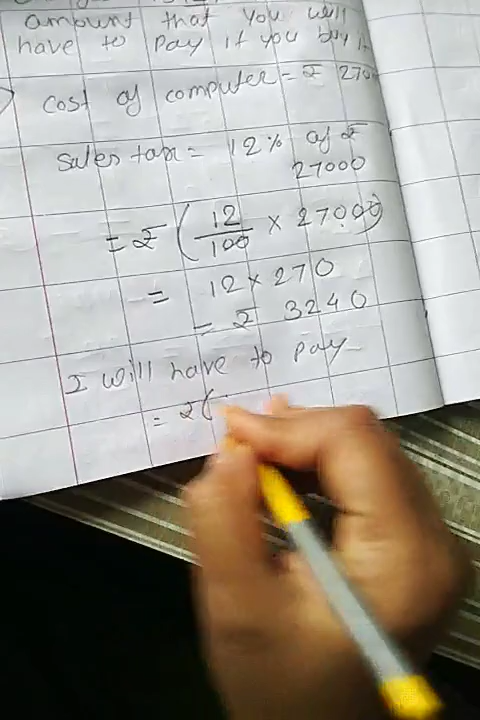 amount that you will
have to pay if you buy it
cost of computer = ₹ 270
Sales tax = 12% of ₹
27000
= ₹ (12/100 × 27000)
= 12 × 270
= ₹ 3240
I will have to pay
= ₹ (